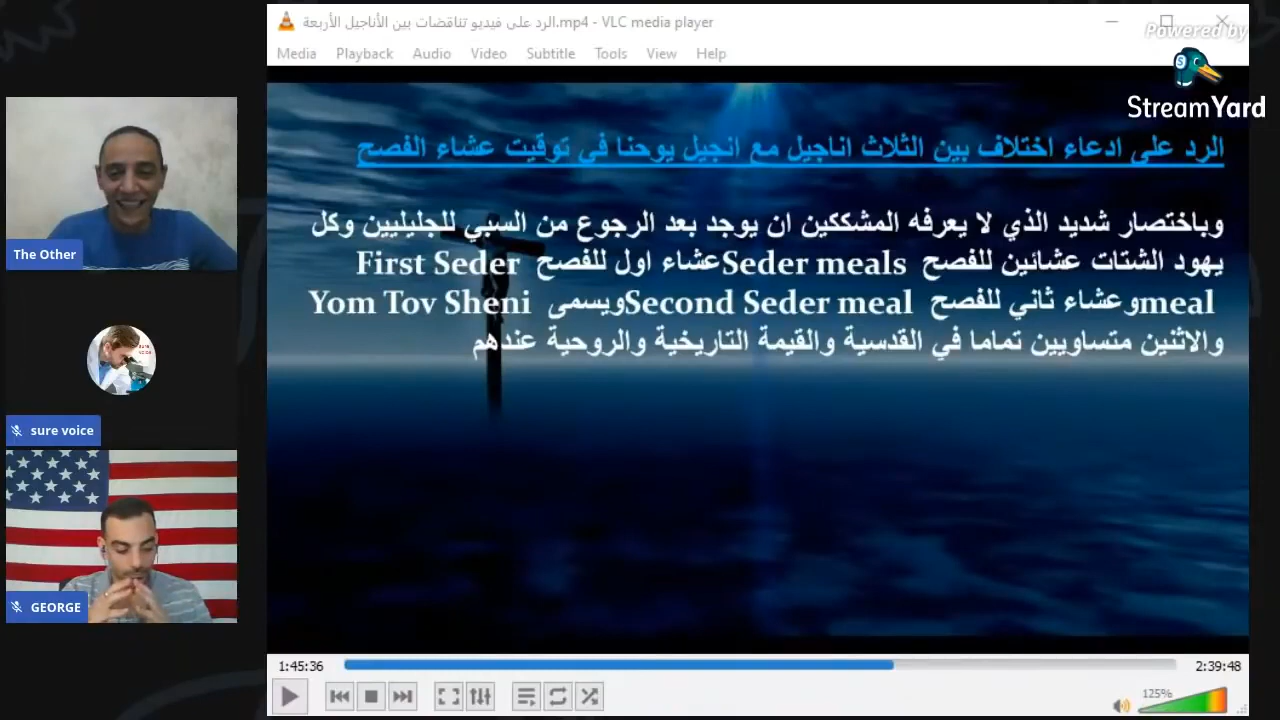 الرد على فيديو تناقضات بين الأناجيل الأربعة.mp4 - VLC media player
Powered by
Media Playback Audio Video Subtitle Tools View Help
StreamYard
الرد على ادعاء اختلاف بين الثلاث اناجيل مع انجيل يوحنا في توقيت عشاء الفصح
وباختصار شديد الذي لا يعرفه المشككين ان يوجد بعد الرجوع من السبي للجليليين وكل
يهود الشتات عشائين للفصح Seder meals عشاء اول للفصح First Seder
meal وعشاء ثاني للفصح Second Seder meal ويسمى Yom Tov Sheni
والاثنين متساويين تماما في القدسية والقيمة التاريخية والروحية عندهم
The Other
sure voice
GEORGE
1:45:36
2:39:48
125%